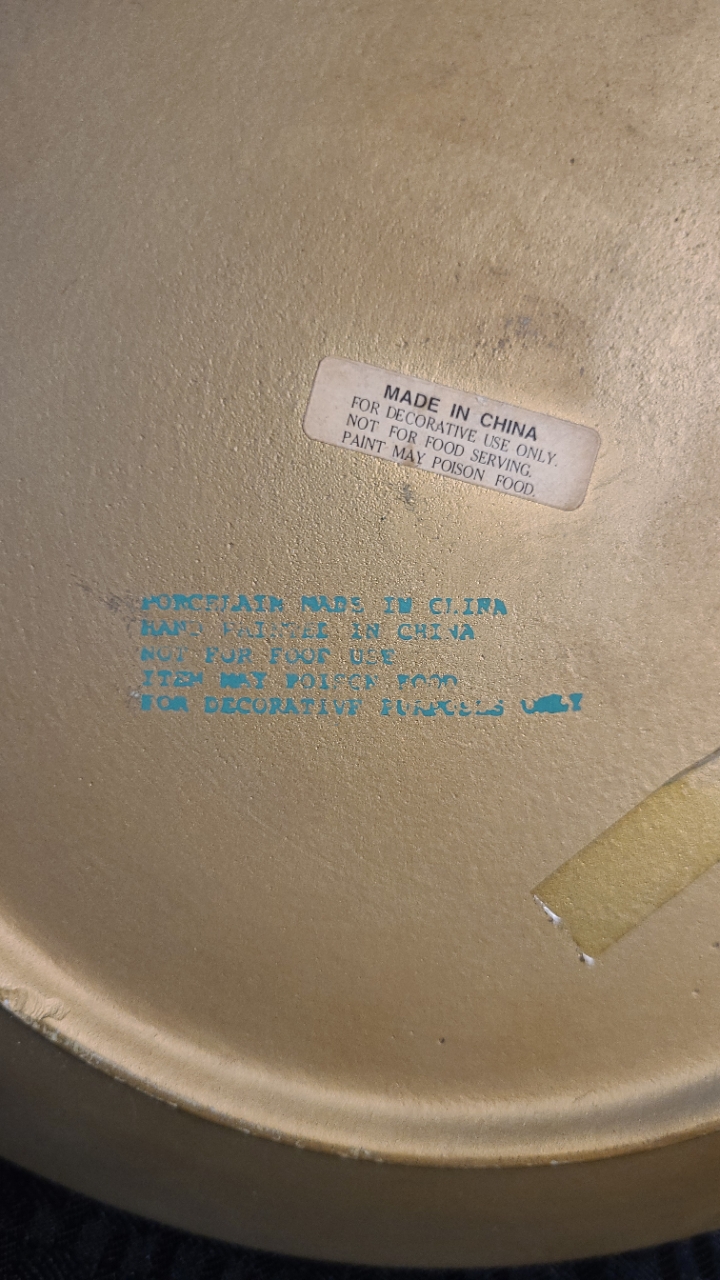 MADE IN CHINA
FOR DECORATIVE USE ONLY.
NOT FOR FOOD SERVING.
PAINT MAY POISON FOOD.
PORCELAIN MADE IN CHINA
HAND PAINTED IN CHINA
NOT FOR FOOD USE
ITEM MAY POISON FOOD
FOR DECORATIVE PURPOSES ONLY